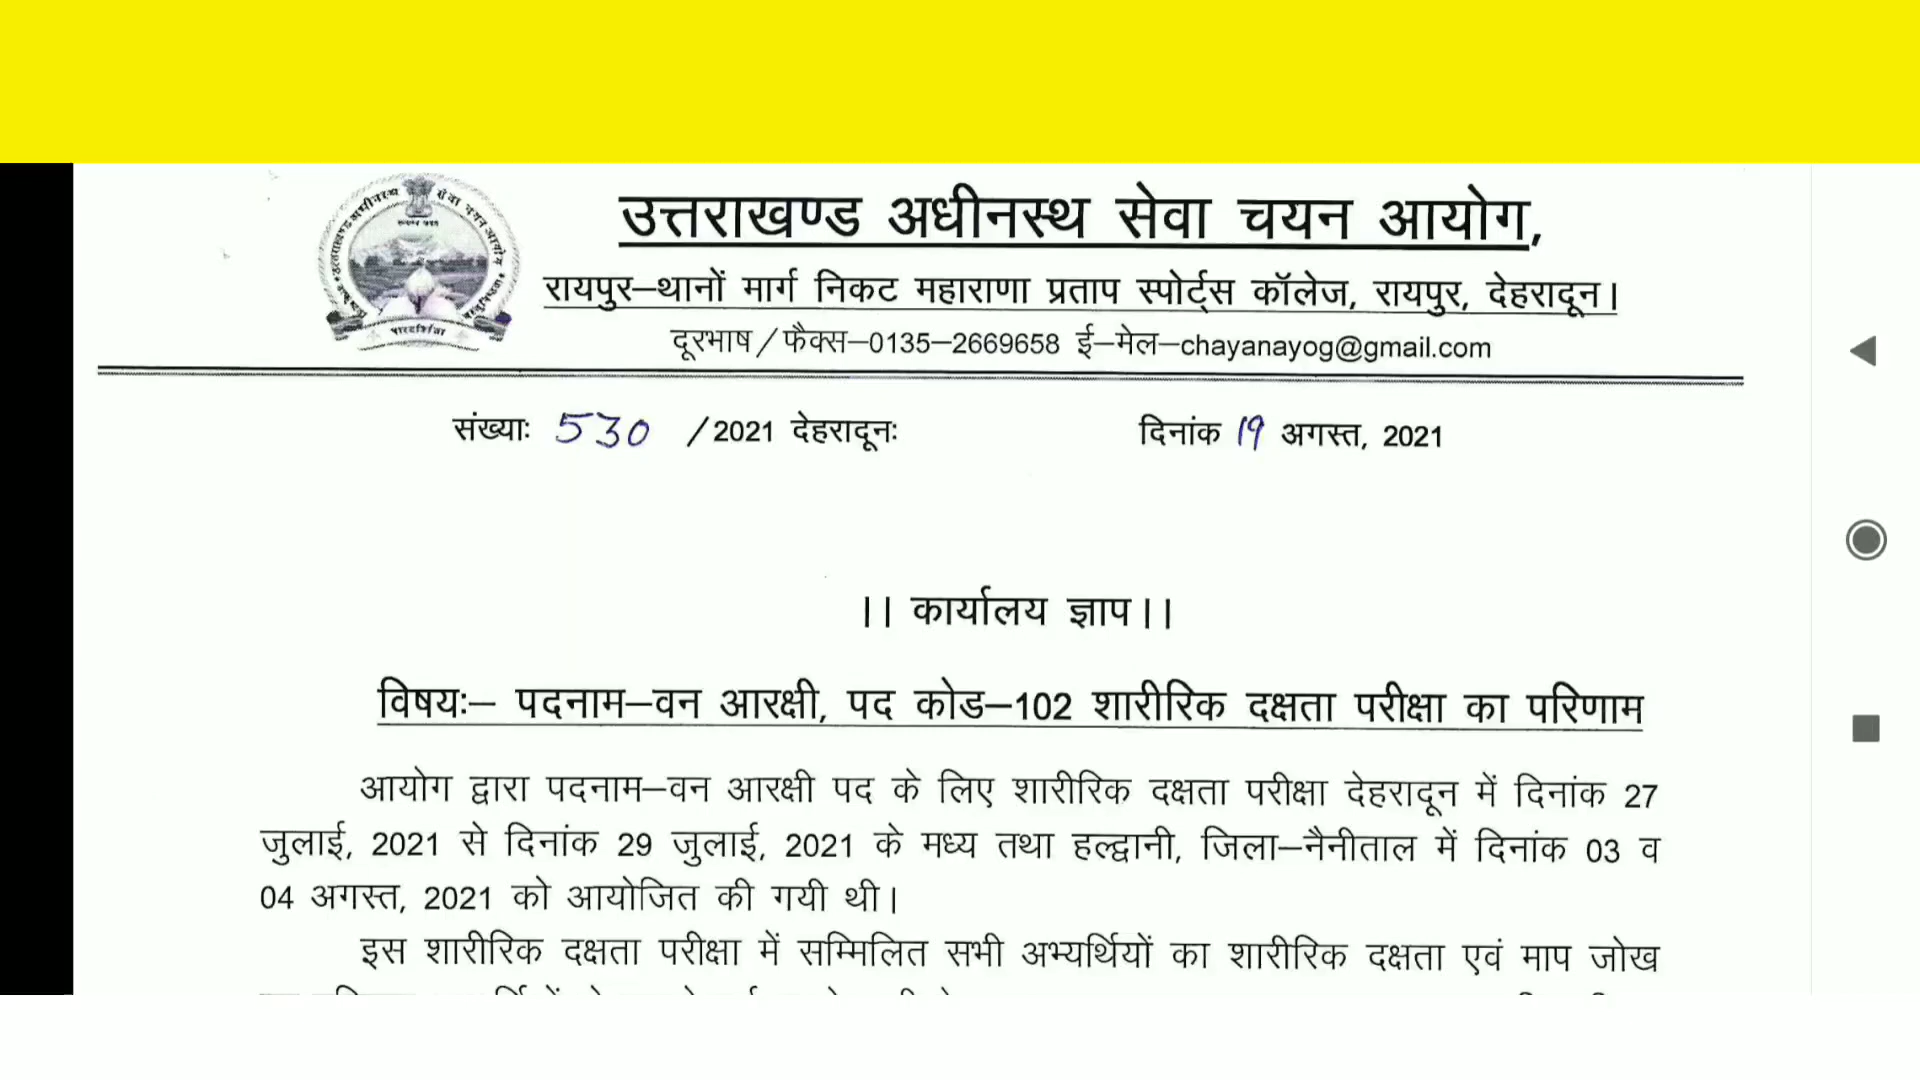 उत्तराखण्ड अधीनस्थ सेवा चयन आयोग,
रायपुर–थानों मार्ग निकट महाराणा प्रताप स्पोर्ट्स कॉलेज, रायपुर, देहरादून।
दूरभाष/फैक्स–0135–2669658 ई–मेल–chayanayog@gmail.com
संख्याः 530 /2021 देहरादूनः दिनांक 19 अगस्त, 2021
।। कार्यालय ज्ञाप।।
विषयः– पदनाम–वन आरक्षी, पद कोड–102 शारीरिक दक्षता परीक्षा का परिणाम
आयोग द्वारा पदनाम–वन आरक्षी पद के लिए शारीरिक दक्षता परीक्षा देहरादून में दिनांक 27
जुलाई, 2021 से दिनांक 29 जुलाई, 2021 के मध्य तथा हल्द्वानी, जिला–नैनीताल में दिनांक 03 व
04 अगस्त, 2021 को आयोजित की गयी थी।
इस शारीरिक दक्षता परीक्षा में सम्मिलित सभी अभ्यर्थियों का शारीरिक दक्षता एवं माप जोख